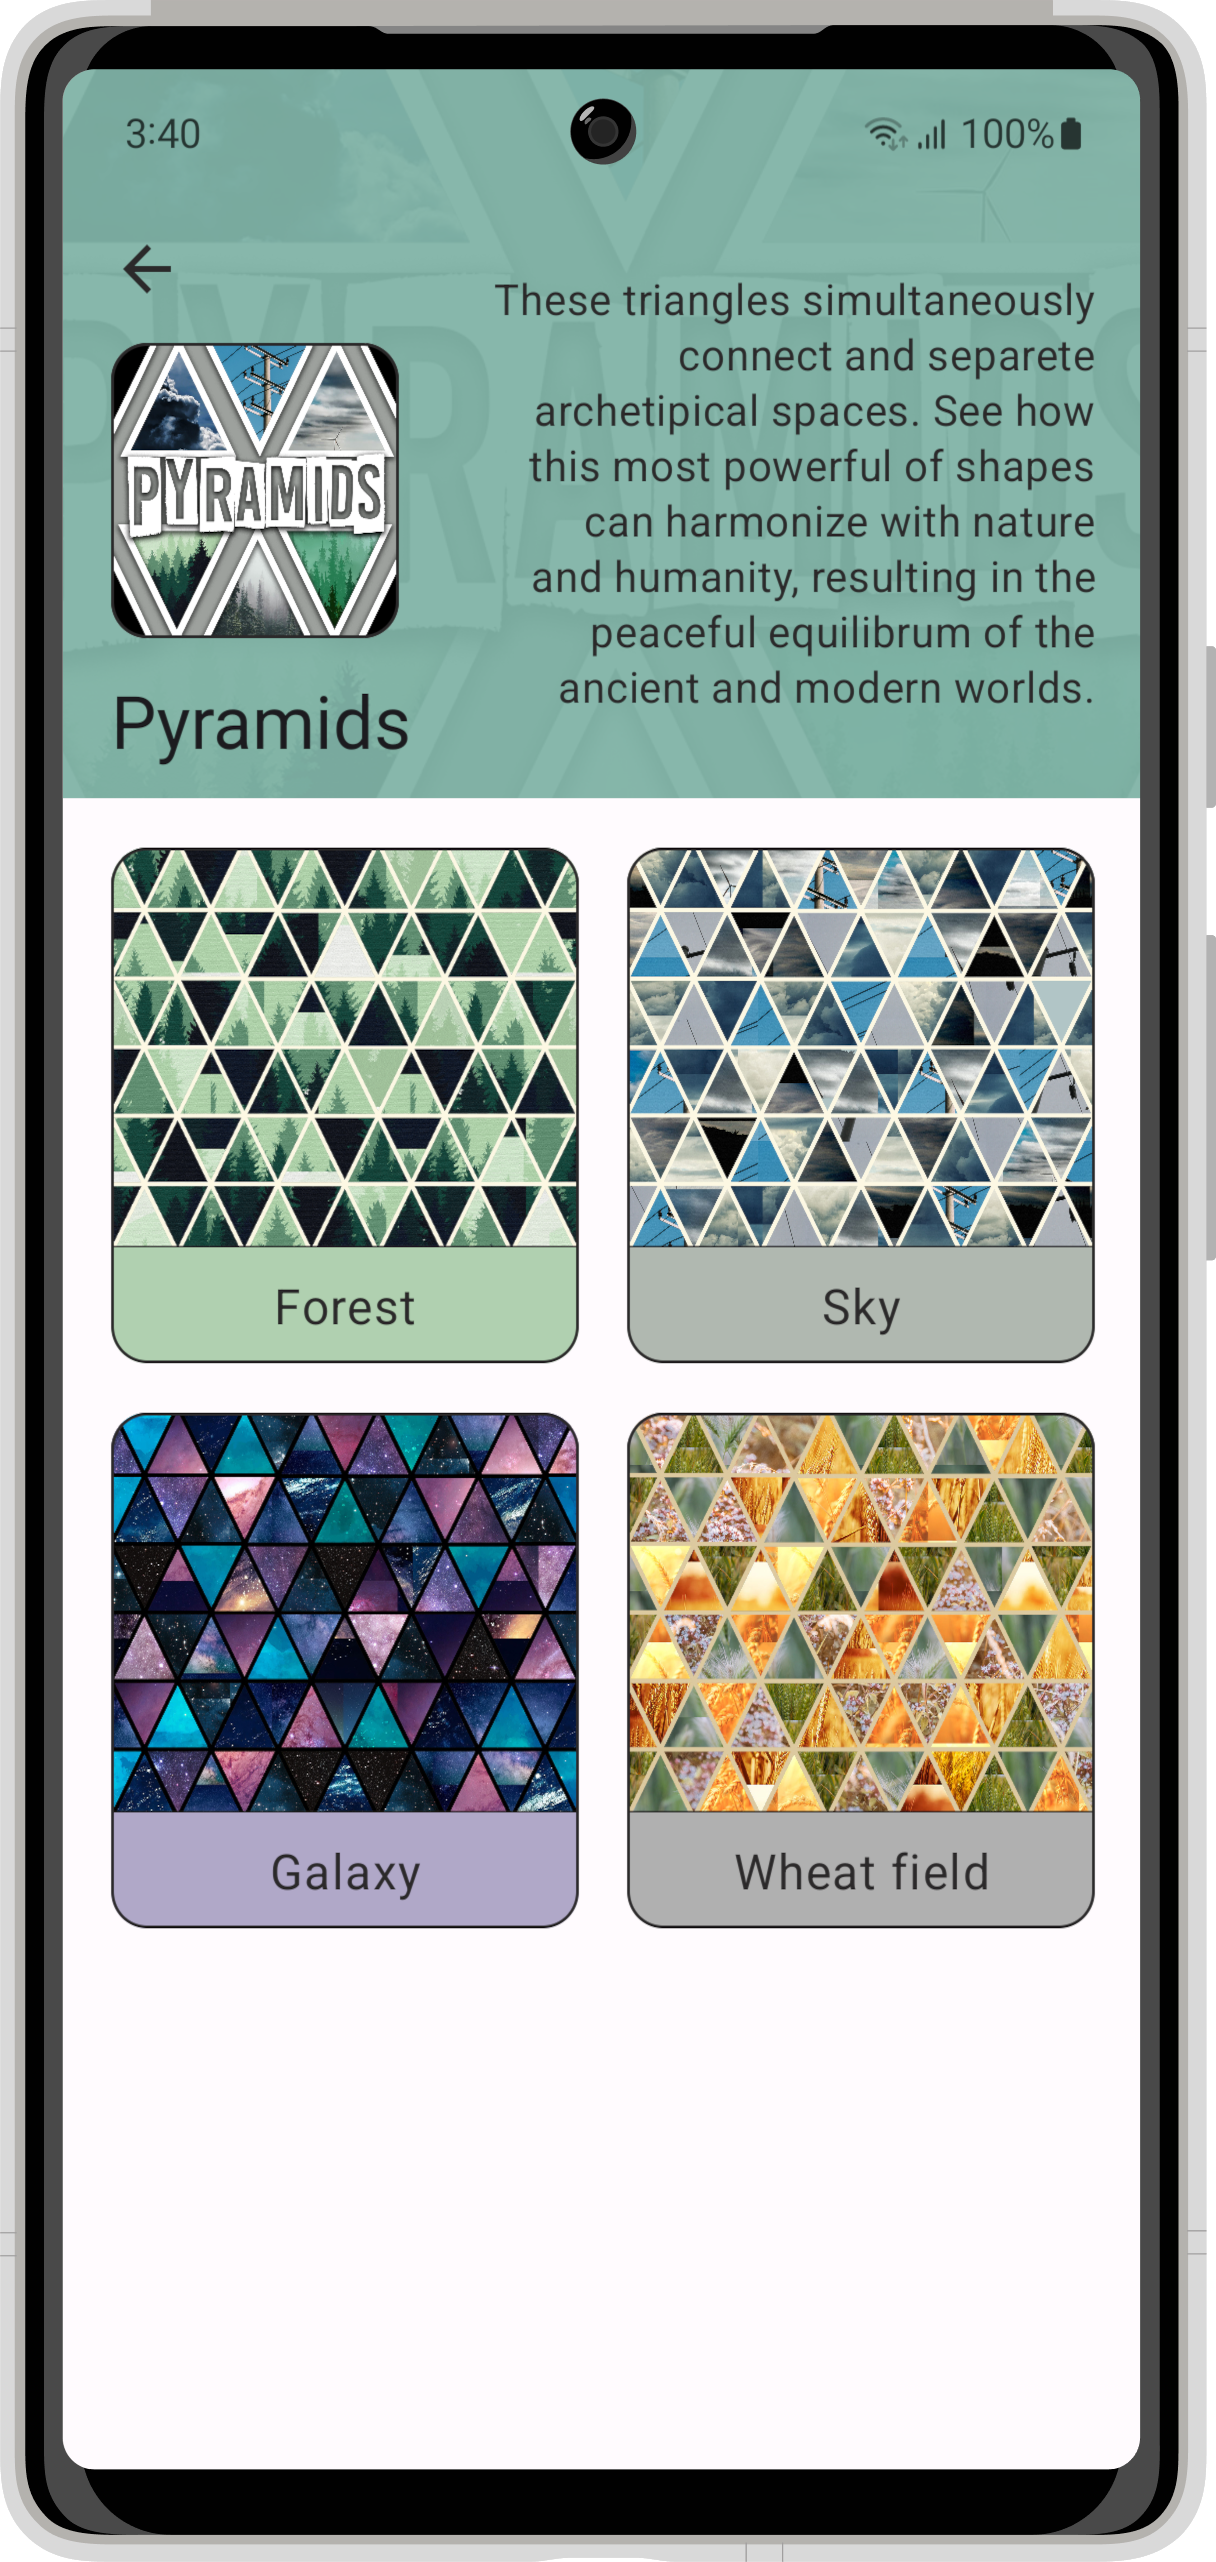 3:40
100%
These triangles simultaneously
connect and separete
archetipical spaces. See how
this most powerful of shapes
can harmonize with nature
and humanity, resulting in the
peaceful equilibrum of the
ancient and modern worlds.
PYRAMIDS
Pyramids
Forest
Sky
Galaxy
Wheat field